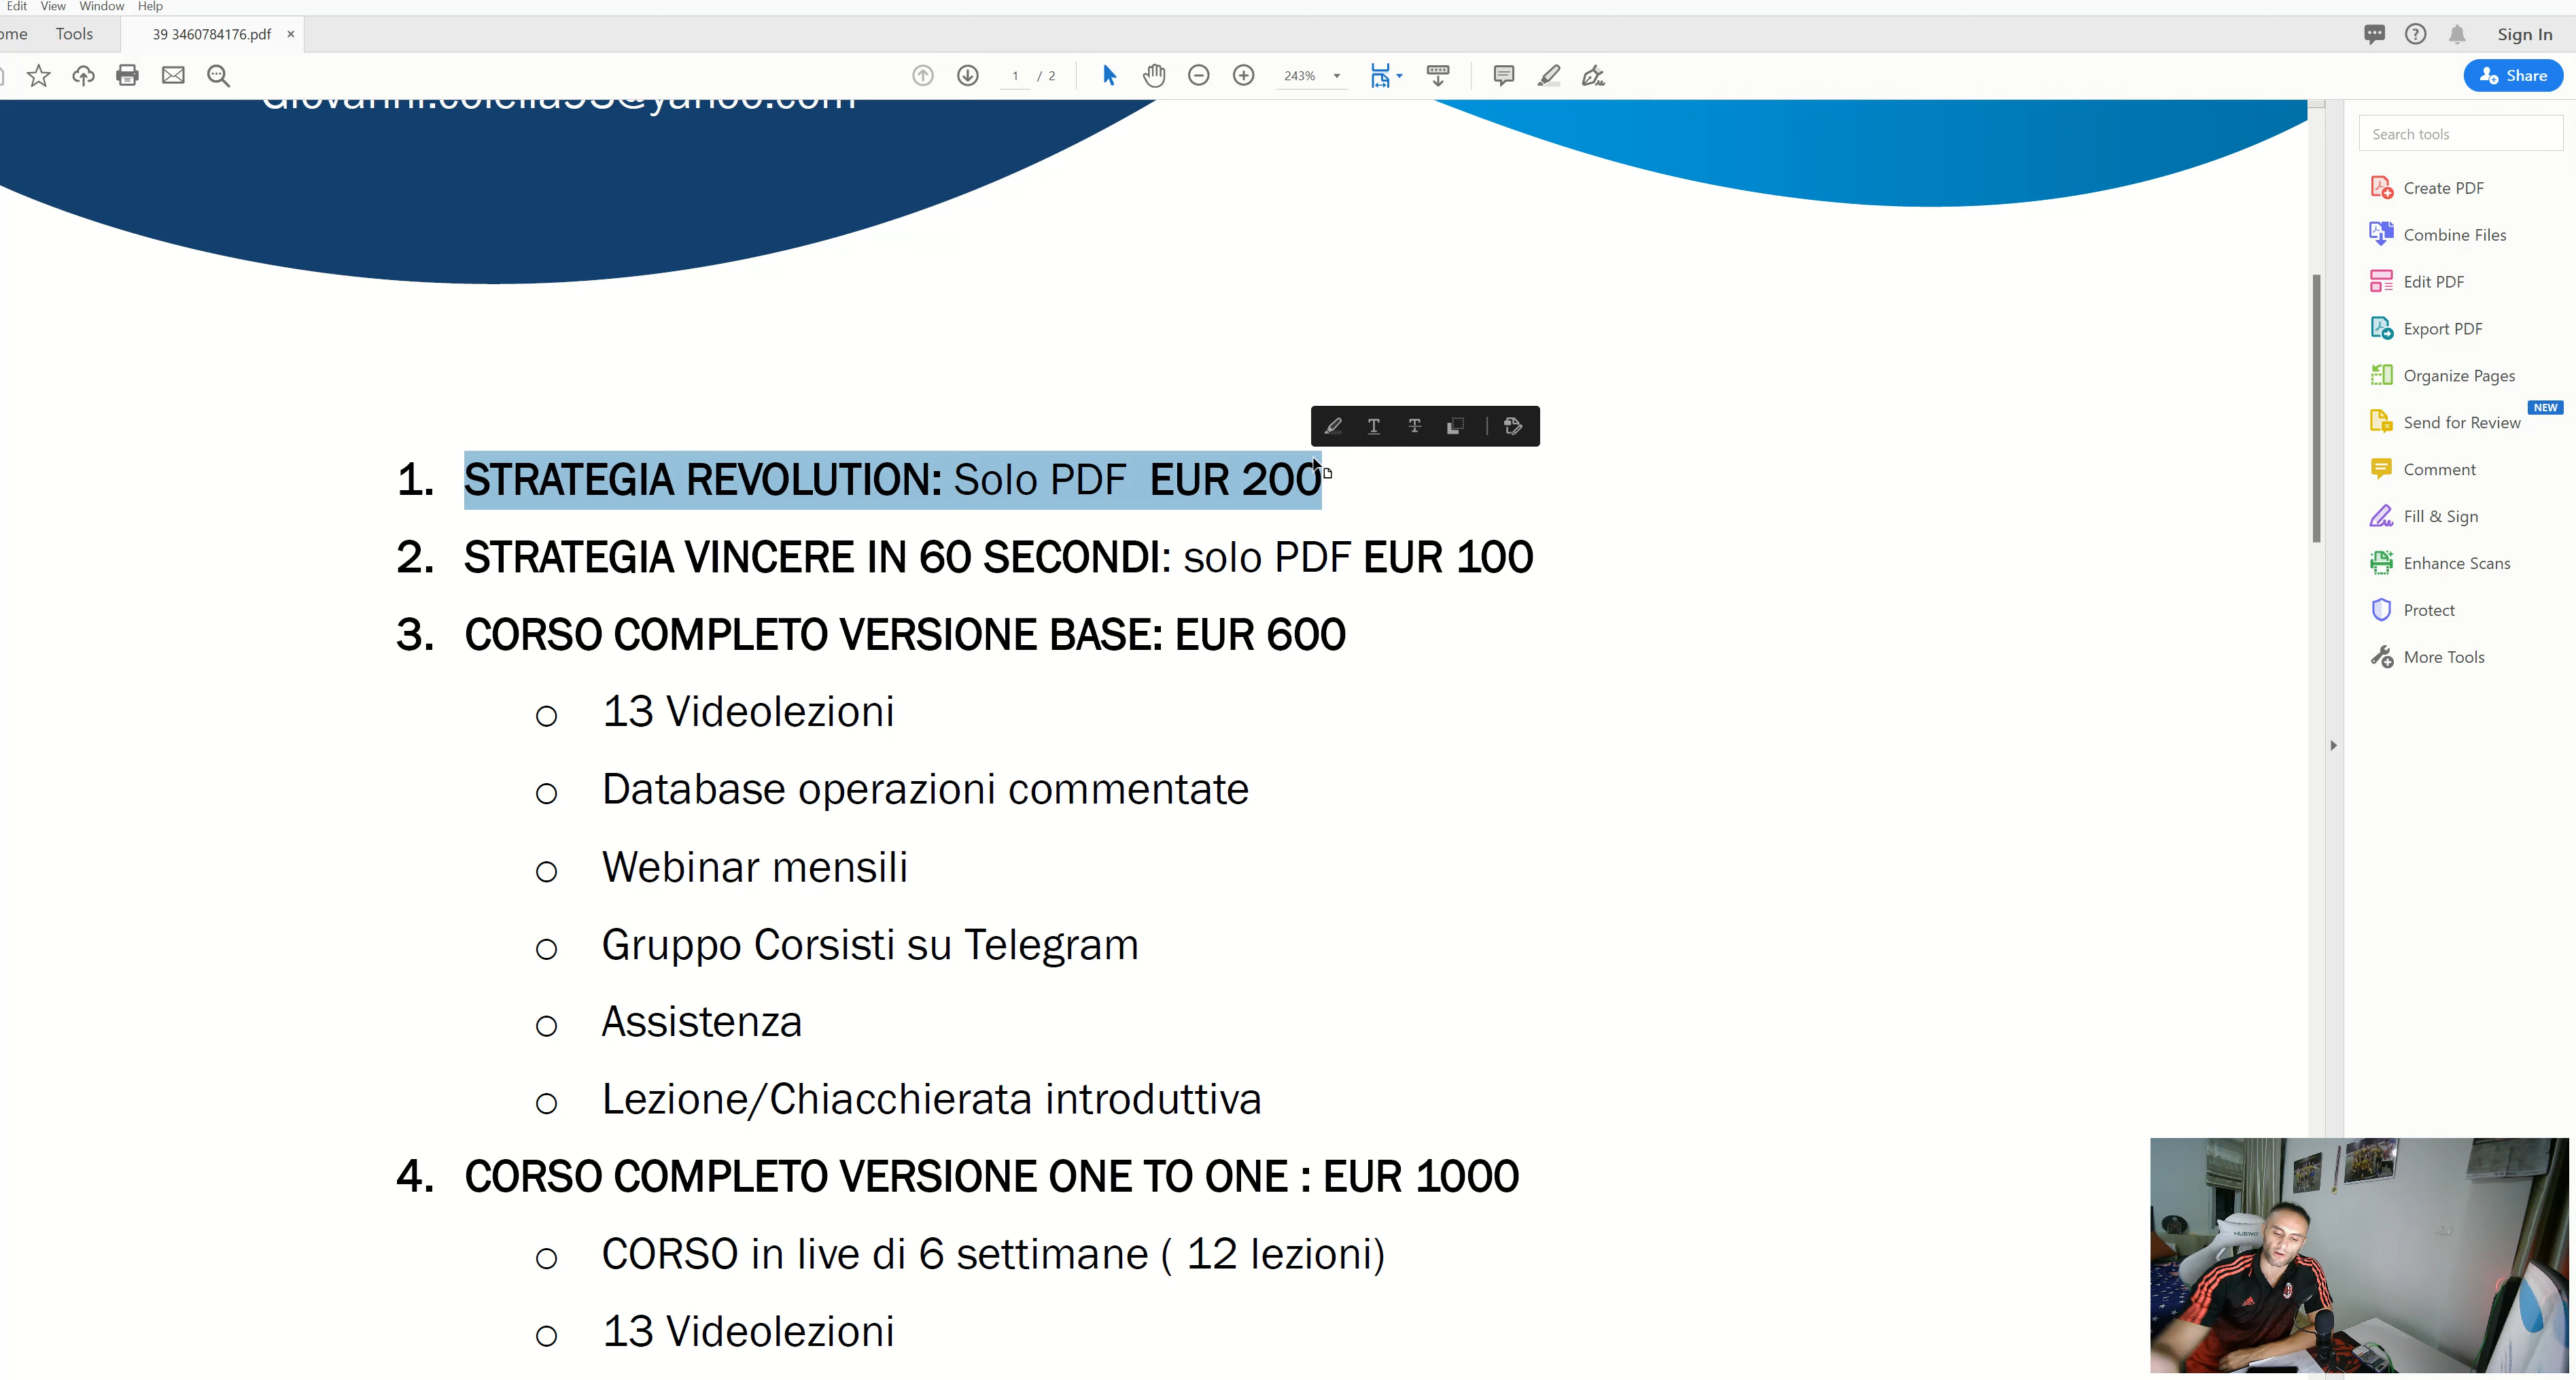 Edit View Window Help
ome Tools 39 3460784176.pdf × Sign In
1 / 2 243% Share
Search tools
Create PDF
Combine Files
Edit PDF
Export PDF
Organize Pages
NEW
Send for Review
Comment
Fill & Sign
Enhance Scans
Protect
More Tools
1. STRATEGIA REVOLUTION: Solo PDF EUR 200
2. STRATEGIA VINCERE IN 60 SECONDI: solo PDF EUR 100
3. CORSO COMPLETO VERSIONE BASE: EUR 600
o 13 Videolezioni
o Database operazioni commentate
o Webinar mensili
o Gruppo Corsisti su Telegram
o Assistenza
o Lezione/Chiacchierata introduttiva
4. CORSO COMPLETO VERSIONE ONE TO ONE : EUR 1000
o CORSO in live di 6 settimane ( 12 lezioni)
o 13 Videolezioni